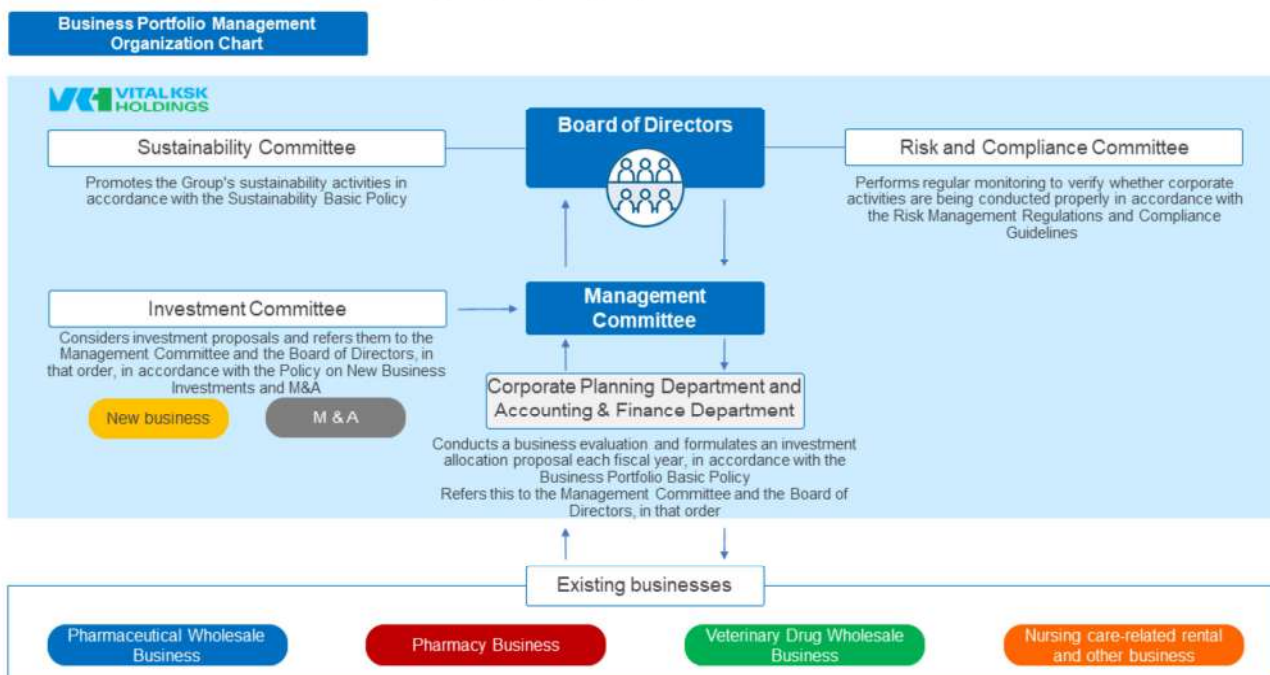 Business Portfolio Management
Organization Chart
VITALKSK
HOLDINGS
Board of Directors
Sustainability Committee
Promotes the Group's sustainability activities in
accordance with the Sustainability Basic Policy
Risk and Compliance Committee
Performs regular monitoring to verify whether corporate
activities are being conducted properly in accordance with
the Risk Management Regulations and Compliance
Guidelines
Investment Committee
Considers investment proposals and refers them to the
Management Committee and the Board of Directors, in
that order, in accordance with the Policy on New Business
Investments and M&A
New business
M & A
Management
Committee
Corporate Planning Department and
Accounting & Finance Department
Conducts a business evaluation and formulates an investment
allocation proposal each fiscal year, in accordance with the
Business Portfolio Basic Policy
Refers this to the Management Committee and the Board of
Directors, in that order
Existing businesses
Pharmaceutical Wholesale
Business
Pharmacy Business
Veterinary Drug Wholesale
Business
Nursing care-related rental
and other business